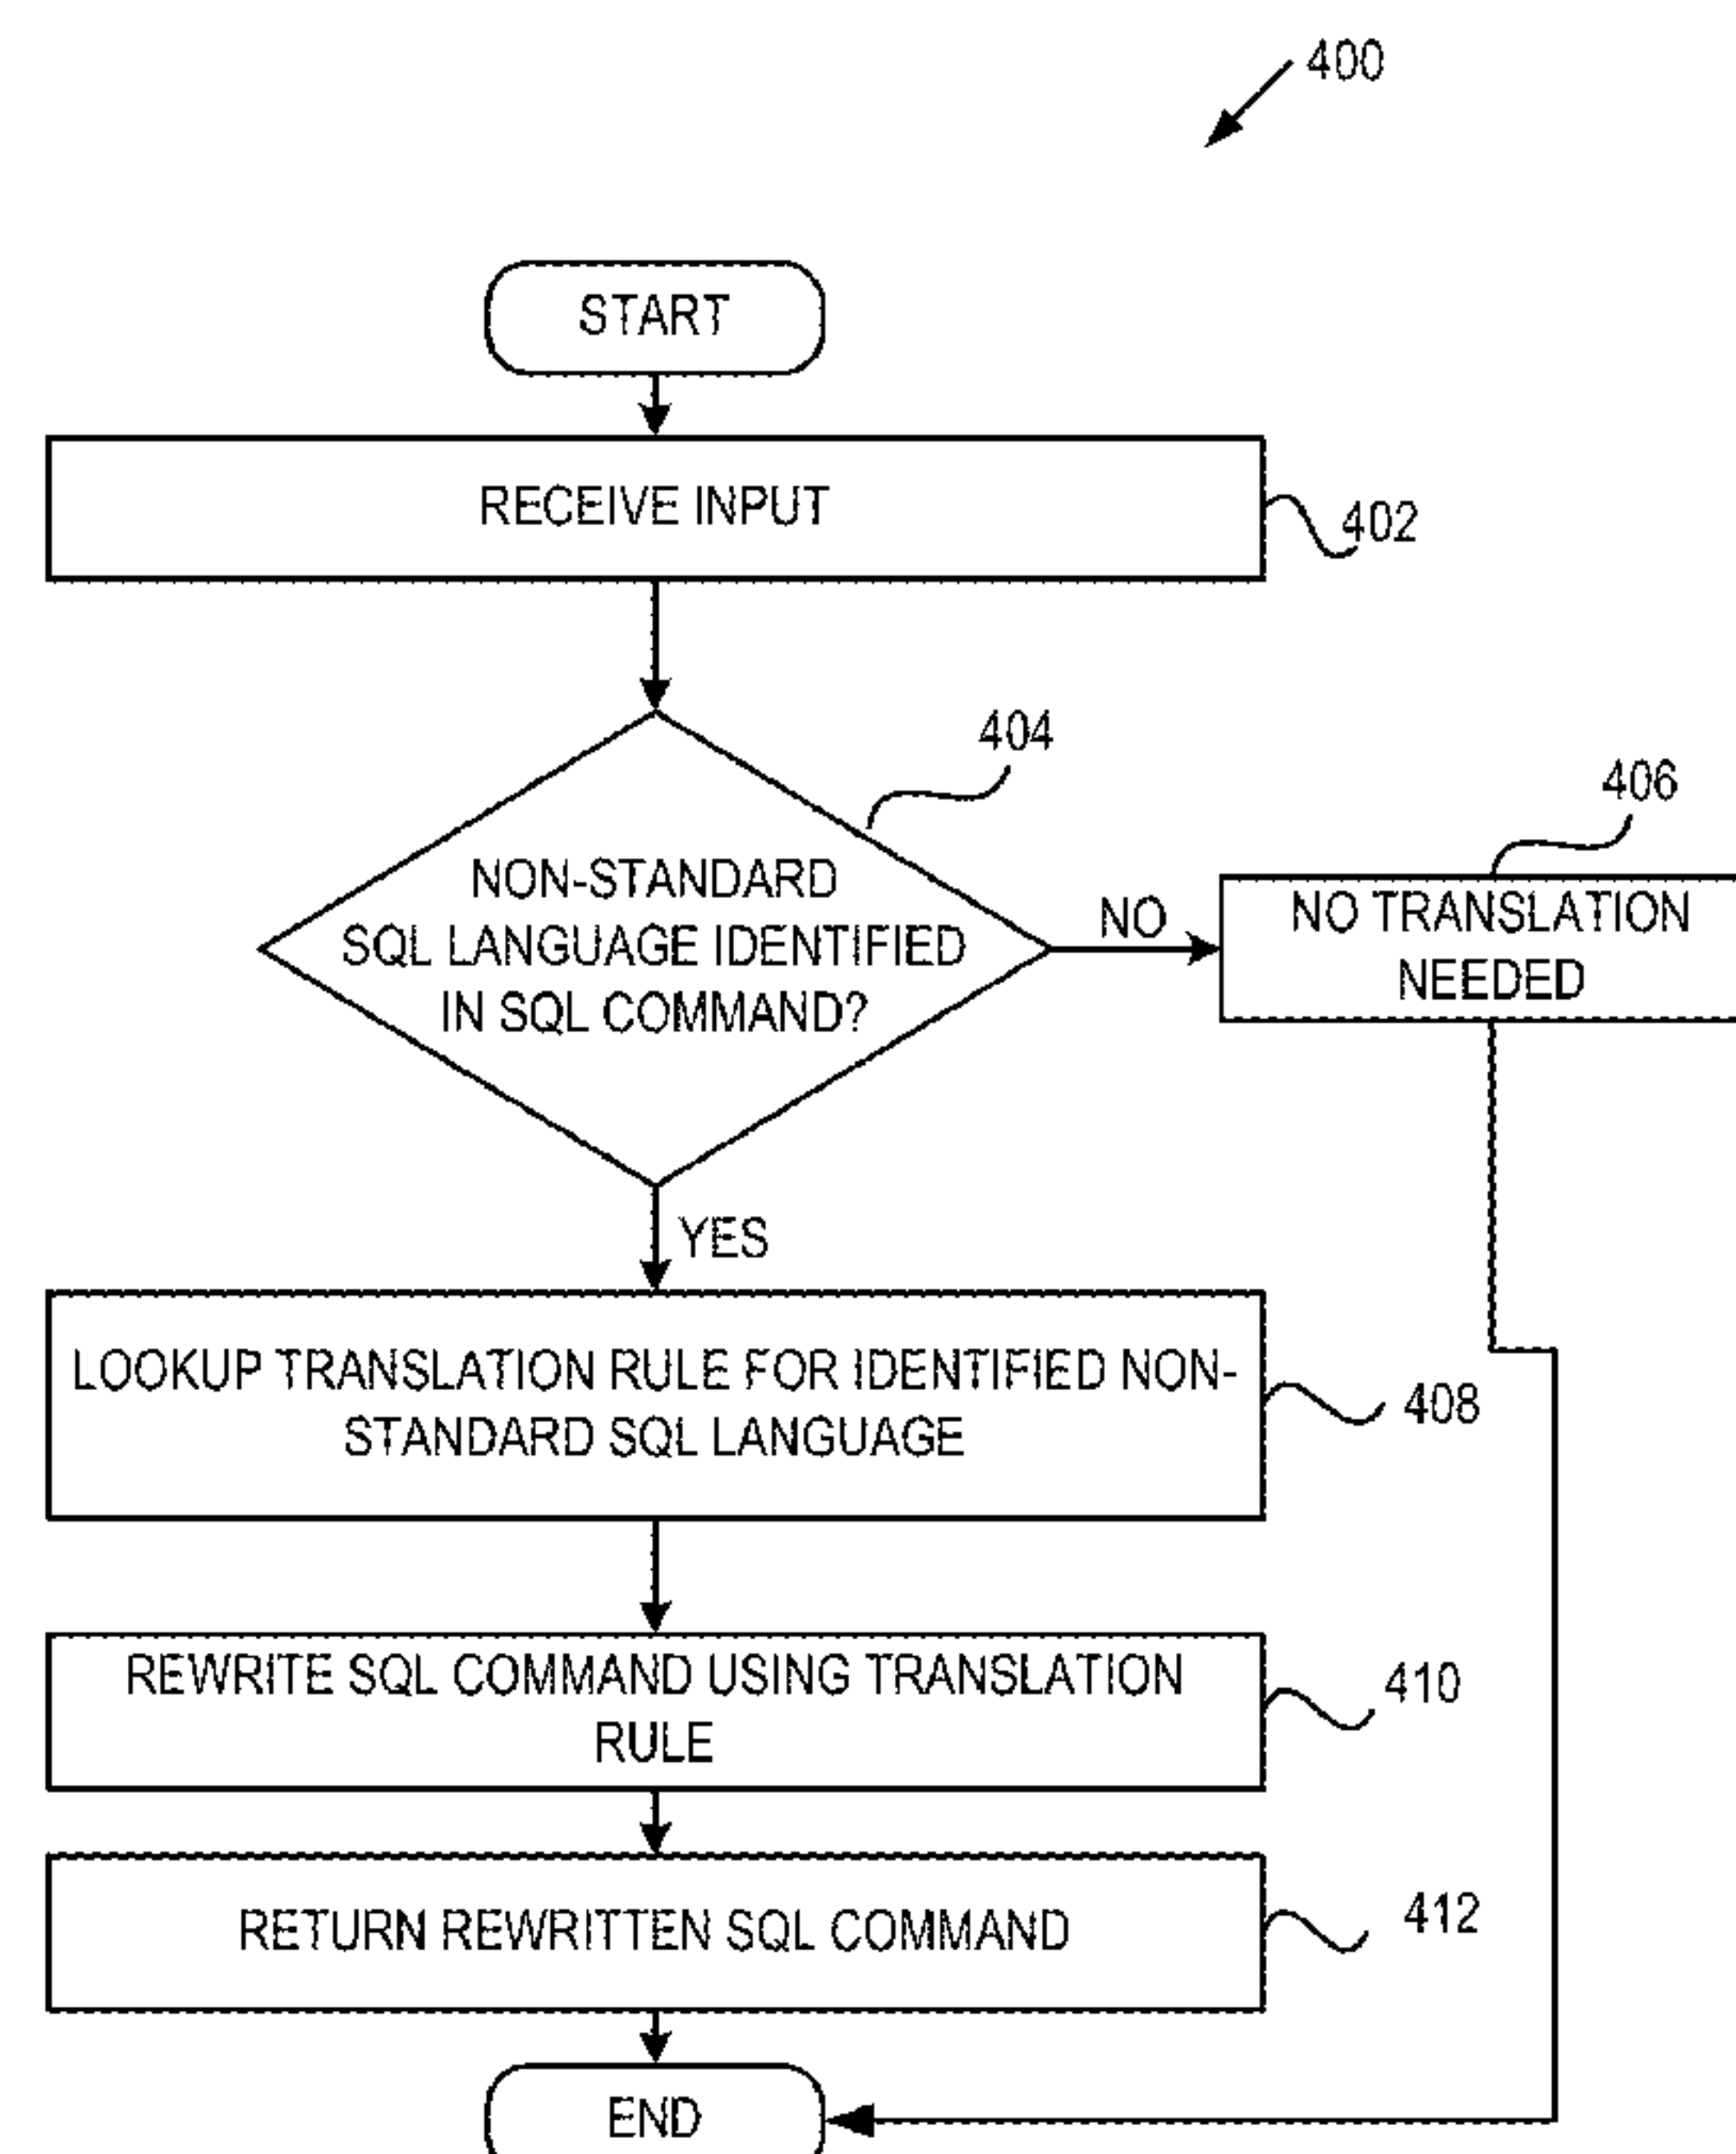 400
START
RECEIVE INPUT
402
404
NON-STANDARD
SQL LANGUAGE IDENTIFIED
IN SQL COMMAND?
NO
406
NO TRANSLATION
NEEDED
YES
LOOKUP TRANSLATION RULE FOR IDENTIFIED NON-
STANDARD SQL LANGUAGE
408
REWRITE SQL COMMAND USING TRANSLATION
RULE
410
RETURN REWRITTEN SQL COMMAND
412
END